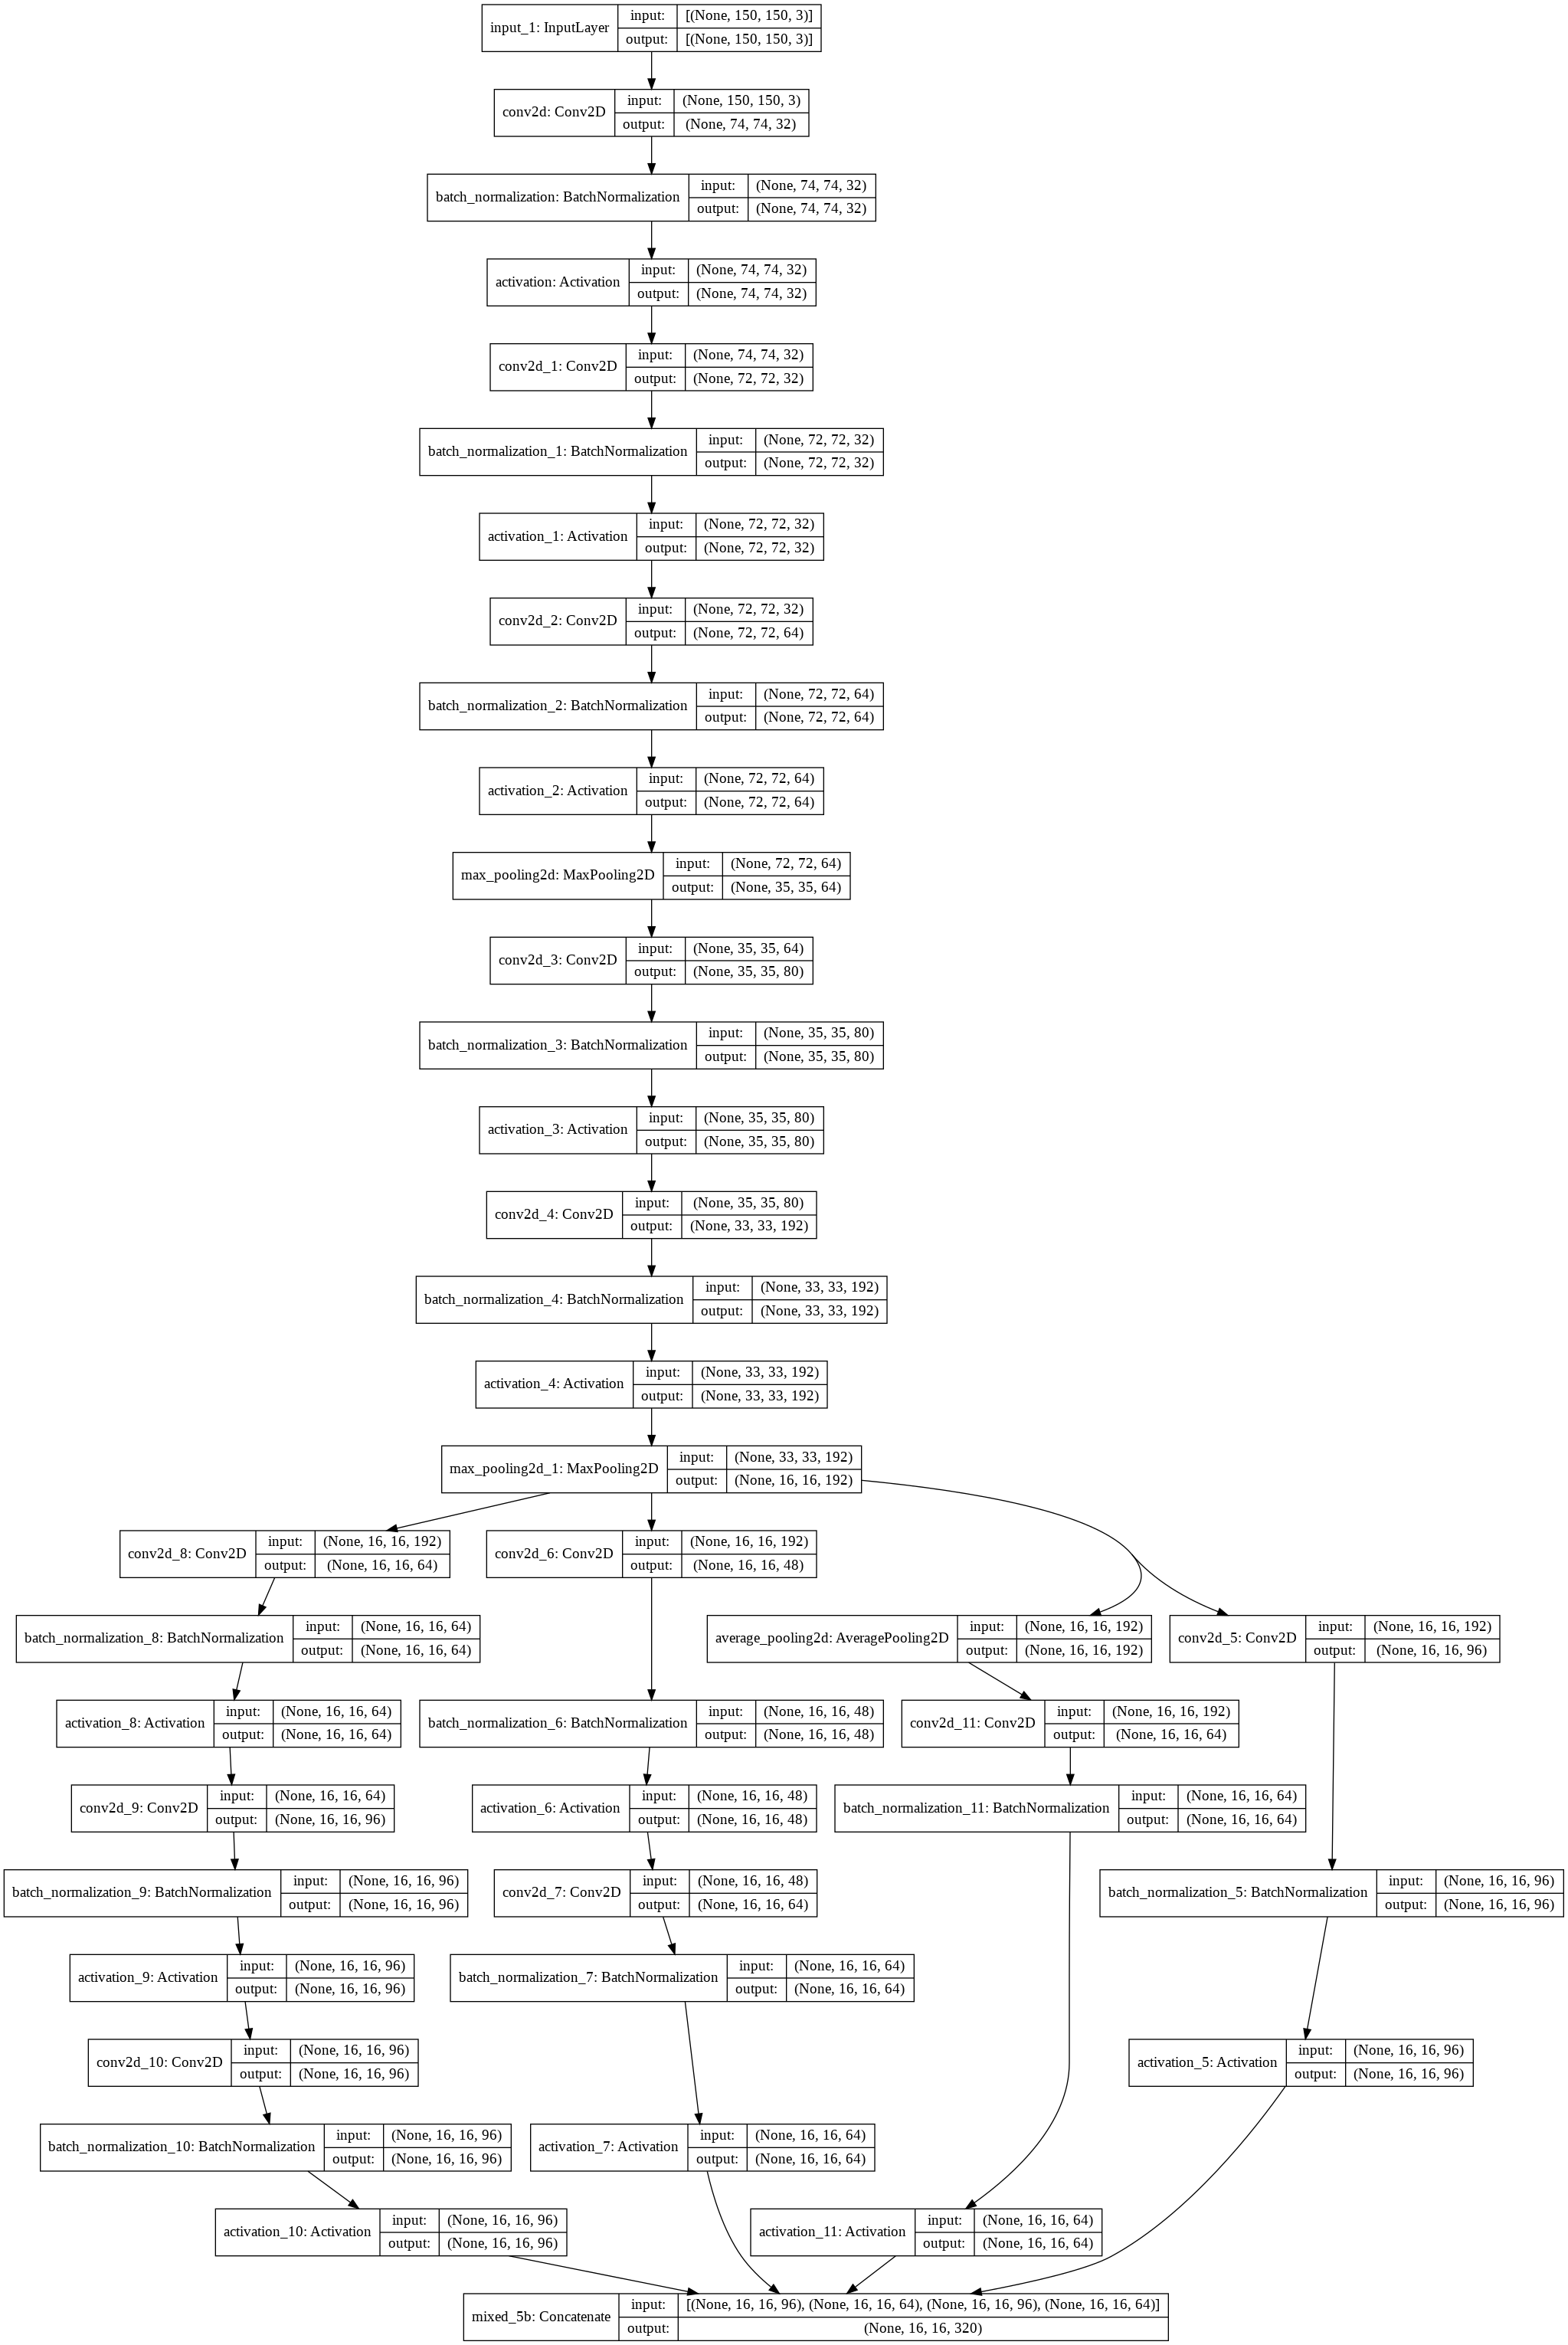 input_1: InputLayer
input: [(None, 150, 150, 3)]
output: [(None, 150, 150, 3)]
conv2d: Conv2D
input: (None, 150, 150, 3)
output: (None, 74, 74, 32)
batch_normalization: BatchNormalization
input: (None, 74, 74, 32)
output: (None, 74, 74, 32)
activation: Activation
input: (None, 74, 74, 32)
output: (None, 74, 74, 32)
conv2d_1: Conv2D
input: (None, 74, 74, 32)
output: (None, 72, 72, 32)
batch_normalization_1: BatchNormalization
input: (None, 72, 72, 32)
output: (None, 72, 72, 32)
activation_1: Activation
input: (None, 72, 72, 32)
output: (None, 72, 72, 32)
conv2d_2: Conv2D
input: (None, 72, 72, 32)
output: (None, 72, 72, 64)
batch_normalization_2: BatchNormalization
input: (None, 72, 72, 64)
output: (None, 72, 72, 64)
activation_2: Activation
input: (None, 72, 72, 64)
output: (None, 72, 72, 64)
max_pooling2d: MaxPooling2D
input: (None, 72, 72, 64)
output: (None, 35, 35, 64)
conv2d_3: Conv2D
input: (None, 35, 35, 64)
output: (None, 35, 35, 80)
batch_normalization_3: BatchNormalization
input: (None, 35, 35, 80)
output: (None, 35, 35, 80)
activation_3: Activation
input: (None, 35, 35, 80)
output: (None, 35, 35, 80)
conv2d_4: Conv2D
input: (None, 35, 35, 80)
output: (None, 33, 33, 192)
batch_normalization_4: BatchNormalization
input: (None, 33, 33, 192)
output: (None, 33, 33, 192)
activation_4: Activation
input: (None, 33, 33, 192)
output: (None, 33, 33, 192)
max_pooling2d_1: MaxPooling2D
input: (None, 33, 33, 192)
output: (None, 16, 16, 192)
conv2d_8: Conv2D
input: (None, 16, 16, 192)
output: (None, 16, 16, 64)
conv2d_6: Conv2D
input: (None, 16, 16, 192)
output: (None, 16, 16, 48)
batch_normalization_8: BatchNormalization
input: (None, 16, 16, 64)
output: (None, 16, 16, 64)
average_pooling2d: AveragePooling2D
input: (None, 16, 16, 192)
output: (None, 16, 16, 192)
conv2d_5: Conv2D
input: (None, 16, 16, 192)
output: (None, 16, 16, 96)
activation_8: Activation
input: (None, 16, 16, 64)
output: (None, 16, 16, 64)
batch_normalization_6: BatchNormalization
input: (None, 16, 16, 48)
output: (None, 16, 16, 48)
conv2d_11: Conv2D
input: (None, 16, 16, 192)
output: (None, 16, 16, 64)
conv2d_9: Conv2D
input: (None, 16, 16, 64)
output: (None, 16, 16, 96)
activation_6: Activation
input: (None, 16, 16, 48)
output: (None, 16, 16, 48)
batch_normalization_11: BatchNormalization
input: (None, 16, 16, 64)
output: (None, 16, 16, 64)
batch_normalization_9: BatchNormalization
input: (None, 16, 16, 96)
output: (None, 16, 16, 96)
conv2d_7: Conv2D
input: (None, 16, 16, 48)
output: (None, 16, 16, 64)
batch_normalization_5: BatchNormalization
input: (None, 16, 16, 96)
output: (None, 16, 16, 96)
activation_9: Activation
input: (None, 16, 16, 96)
output: (None, 16, 16, 96)
batch_normalization_7: BatchNormalization
input: (None, 16, 16, 64)
output: (None, 16, 16, 64)
conv2d_10: Conv2D
input: (None, 16, 16, 96)
output: (None, 16, 16, 96)
activation_5: Activation
input: (None, 16, 16, 96)
output: (None, 16, 16, 96)
batch_normalization_10: BatchNormalization
input: (None, 16, 16, 96)
output: (None, 16, 16, 96)
activation_7: Activation
input: (None, 16, 16, 64)
output: (None, 16, 16, 64)
activation_10: Activation
input: (None, 16, 16, 96)
output: (None, 16, 16, 96)
activation_11: Activation
input: (None, 16, 16, 64)
output: (None, 16, 16, 64)
mixed_5b: Concatenate
input: [(None, 16, 16, 96), (None, 16, 16, 64), (None, 16, 16, 96), (None, 16, 16, 64)]
output: (None, 16, 16, 320)